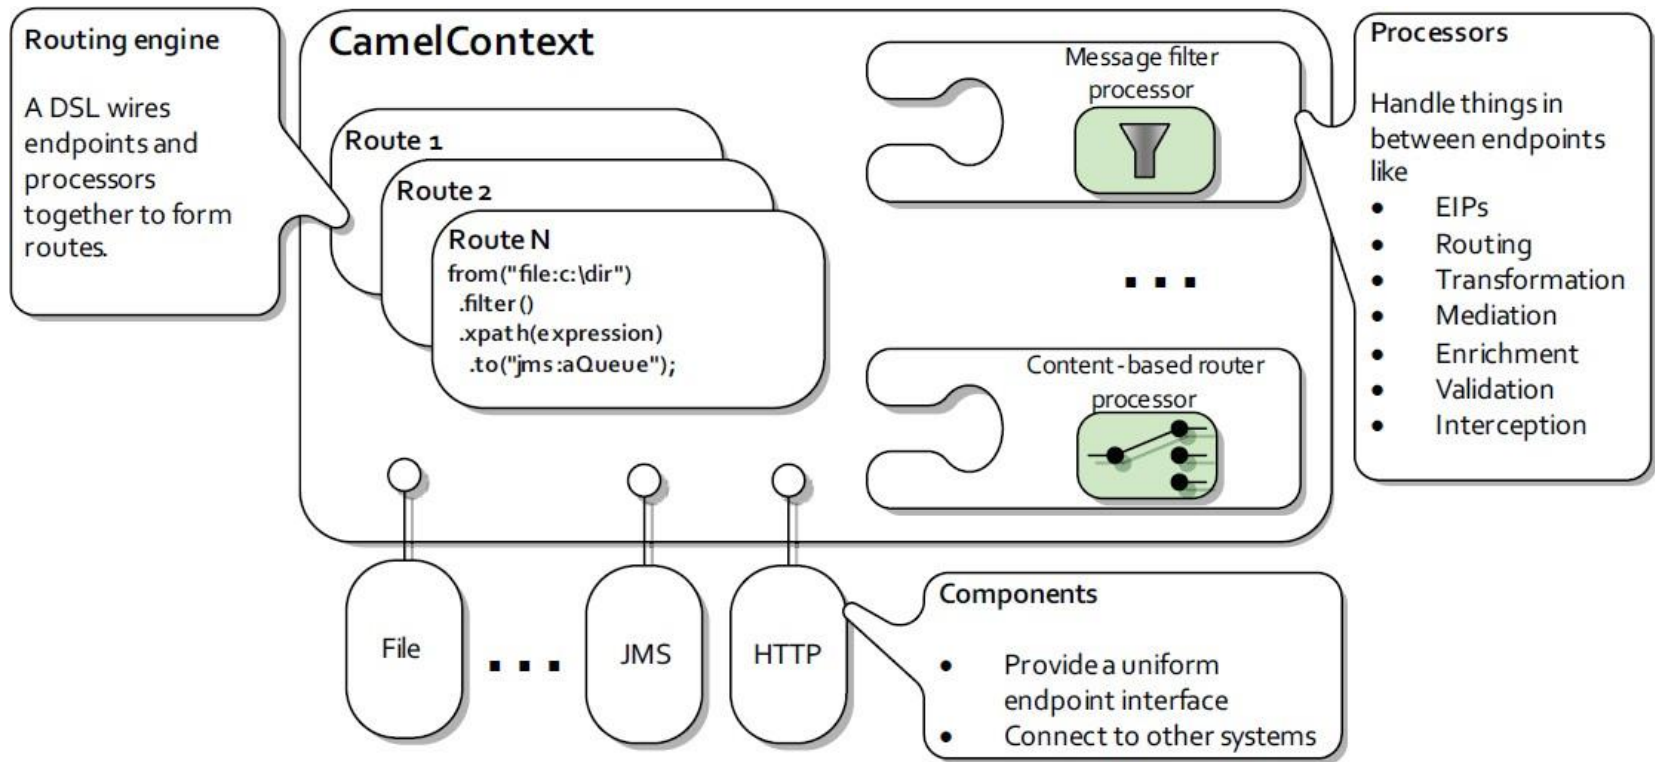 Routing engine
A DSL wires
endpoints and
processors
together to form
routes.
CamelContext
Route 1
Route 2
Route N
from("file:c:\dir")
.filter()
.xpath(expression)
.to("jms:aQueue");
Message filter
processor
...
Content-based router
processor
Processors
Handle things in
between endpoints
like
• EIPs
• Routing
• Transformation
• Mediation
• Enrichment
• Validation
• Interception
File
...
JMS
HTTP
Components
• Provide a uniform
endpoint interface
• Connect to other systems